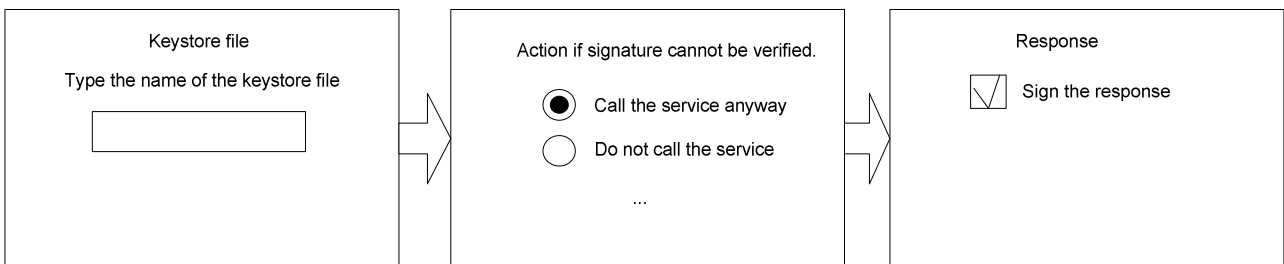 Keystore file
Type the name of the keystore file
Action if signature cannot be verified.
Call the service anyway
Do not call the service
...
Response
Sign the response